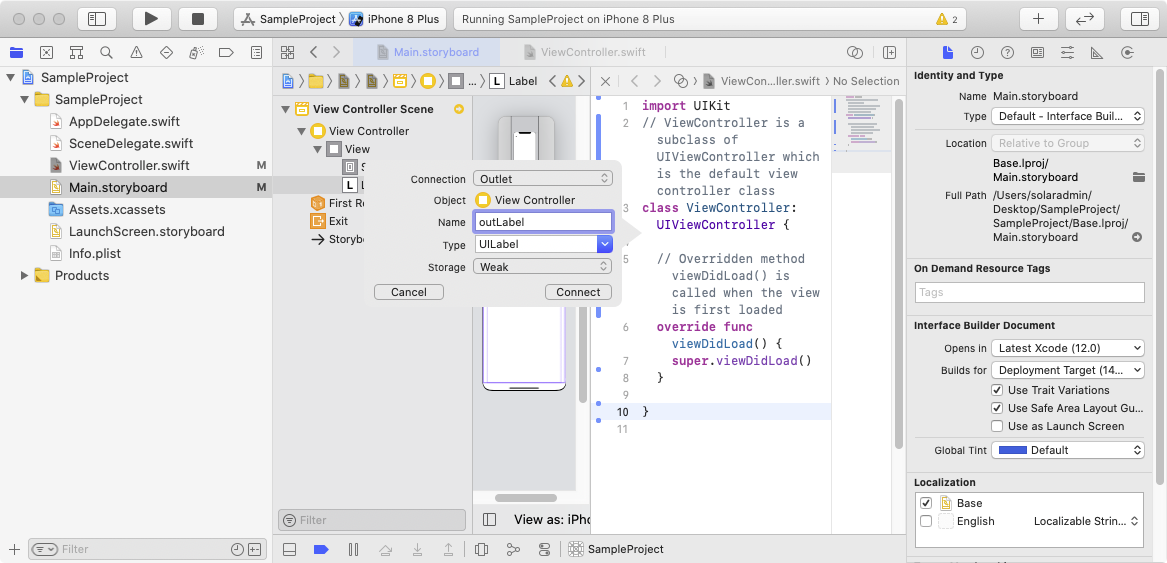 SampleProject
iPhone 8 Plus
Running SampleProject on iPhone 8 Plus
2
SampleProject
SampleProject
AppDelegate.swift
SceneDelegate.swift
ViewController.swift M
Main.storyboard M
Assets.xcassets
LaunchScreen.storyboard
Info.plist
Products
Filter
Main.storyboard
ViewController.swift
... L Label
View Controller Scene
View Controller
View
L
First Re
Exit
Storyb
Filter
Connection Outlet
Object View Controller
Name outLabel
Type UILabel
Storage Weak
Cancel Connect
View as: iPho
SampleProject
ViewCon...ller.swift
No Selection
1 import UIKit
2 // ViewController is a
subclass of
UIViewController which
is the default view
controller class
3 class ViewController:
UIViewController {
5 // Overridden method
viewDidLoad() is
called when the view
is first loaded
6 override func
viewDidLoad() {
7 super.viewDidLoad()
8 }
9
10 }
11
Identity and Type
Name Main.storyboard
Type Default - Interface Buil...
Location Relative to Group
Base.lproj/
Main.storyboard
Full Path /Users/solaradmin/
Desktop/SampleProject/
SampleProject/Base.lproj/
Main.storyboard
On Demand Resource Tags
Tags
Interface Builder Document
Opens in Latest Xcode (12.0)
Builds for Deployment Target (14...
Use Trait Variations
Use Safe Area Layout Gu...
Use as Launch Screen
Global Tint Default
Localization
Base
English Localizable Strin...